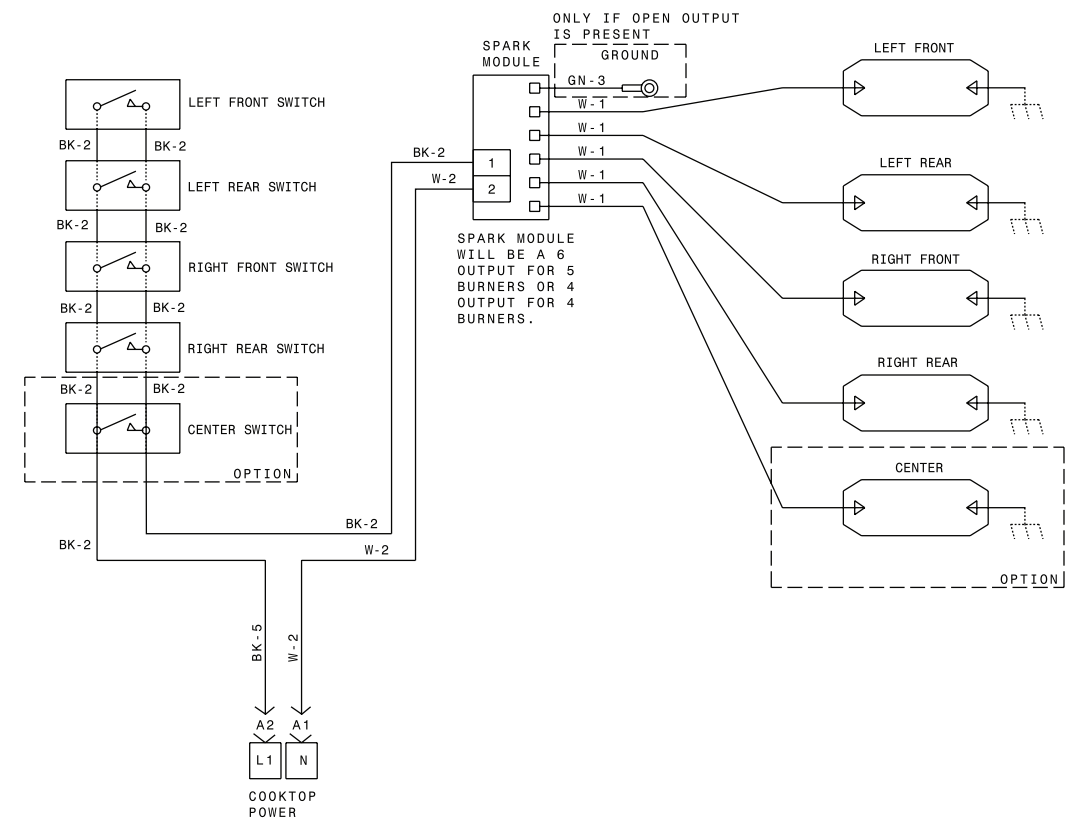 ONLY IF OPEN OUTPUT
IS PRESENT
SPARK
MODULE
GROUND
GN-3
LEFT FRONT
LEFT FRONT SWITCH
W-1
BK-2
BK-2
W-1
BK-2
1
W-1
LEFT REAR
LEFT REAR SWITCH
W-2
2
W-1
W-1
BK-2
BK-2
SPARK MODULE
WILL BE A 6
OUTPUT FOR 5
BURNERS OR 4
OUTPUT FOR 4
BURNERS.
RIGHT FRONT
RIGHT FRONT SWITCH
BK-2
BK-2
RIGHT REAR SWITCH
RIGHT REAR
BK-2
BK-2
CENTER SWITCH
OPTION
CENTER
OPTION
BK-2
BK-2
W-2
BK-5
W-2
A2
A1
L1
N
COOKTOP
POWER